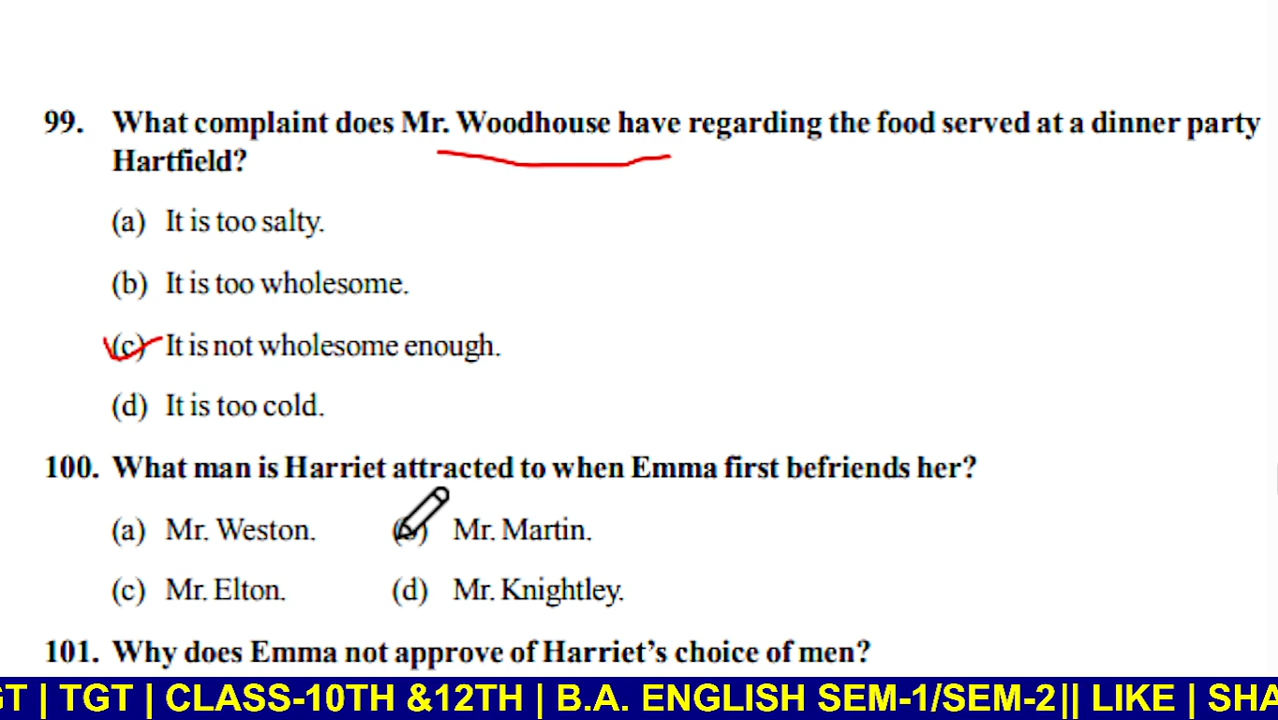 99. What complaint does Mr. Woodhouse have regarding the food served at a dinner party
Hartfield?
(a) It is too salty.
(b) It is too wholesome.
(c) It is not wholesome enough.
(d) It is too cold.
100. What man is Harriet attracted to when Emma first befriends her?
(a) Mr. Weston. Mr. Martin.
(c) Mr. Elton. (d) Mr. Knightley.
101. Why does Emma not approve of Harriet's choice of men?
| TGT | CLASS-10TH &12TH | B.A. ENGLISH SEM-1/SEM-2|| LIKE |